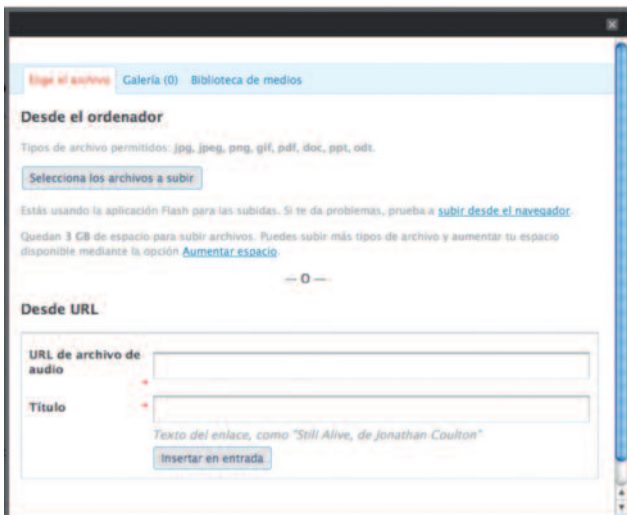 Elige el archivo Galería (0) Biblioteca de medios
Desde el ordenador
Tipos de archivo permitidos: jpg, jpeg, png, gif, pdf, doc, ppt, odt.
Selecciona los archivos a subir
Estás usando la aplicación Flash para las subidas. Si te da problemas, prueba a subir desde el navegador.
Quedan 3 GB de espacio para subir archivos. Puedes subir más tipos de archivo y aumentar tu espacio
disponible mediante la opción Aumentar espacio.
— O —
Desde URL
URL de archivo de
audio
*
Título *
Texto del enlace, como "Still Alive, de Jonathan Coulton"
Insertar en entrada